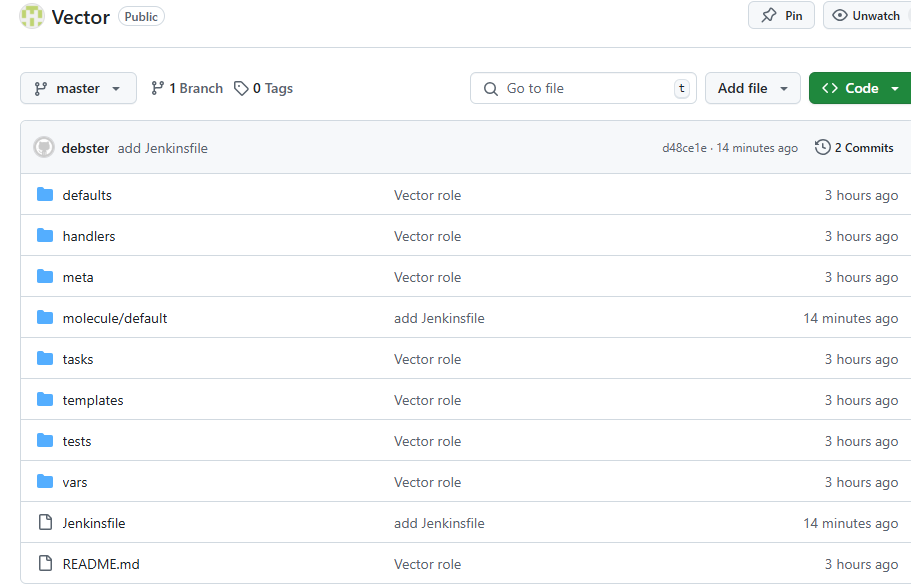 Vector Public Pin Unwatch
master 1 Branch 0 Tags Go to file t Add file Code
debster add Jenkinsfile d48ce1e · 14 minutes ago 2 Commits
defaults Vector role 3 hours ago
handlers Vector role 3 hours ago
meta Vector role 3 hours ago
molecule/default add Jenkinsfile 14 minutes ago
tasks Vector role 3 hours ago
templates Vector role 3 hours ago
tests Vector role 3 hours ago
vars Vector role 3 hours ago
Jenkinsfile add Jenkinsfile 14 minutes ago
README.md Vector role 3 hours ago